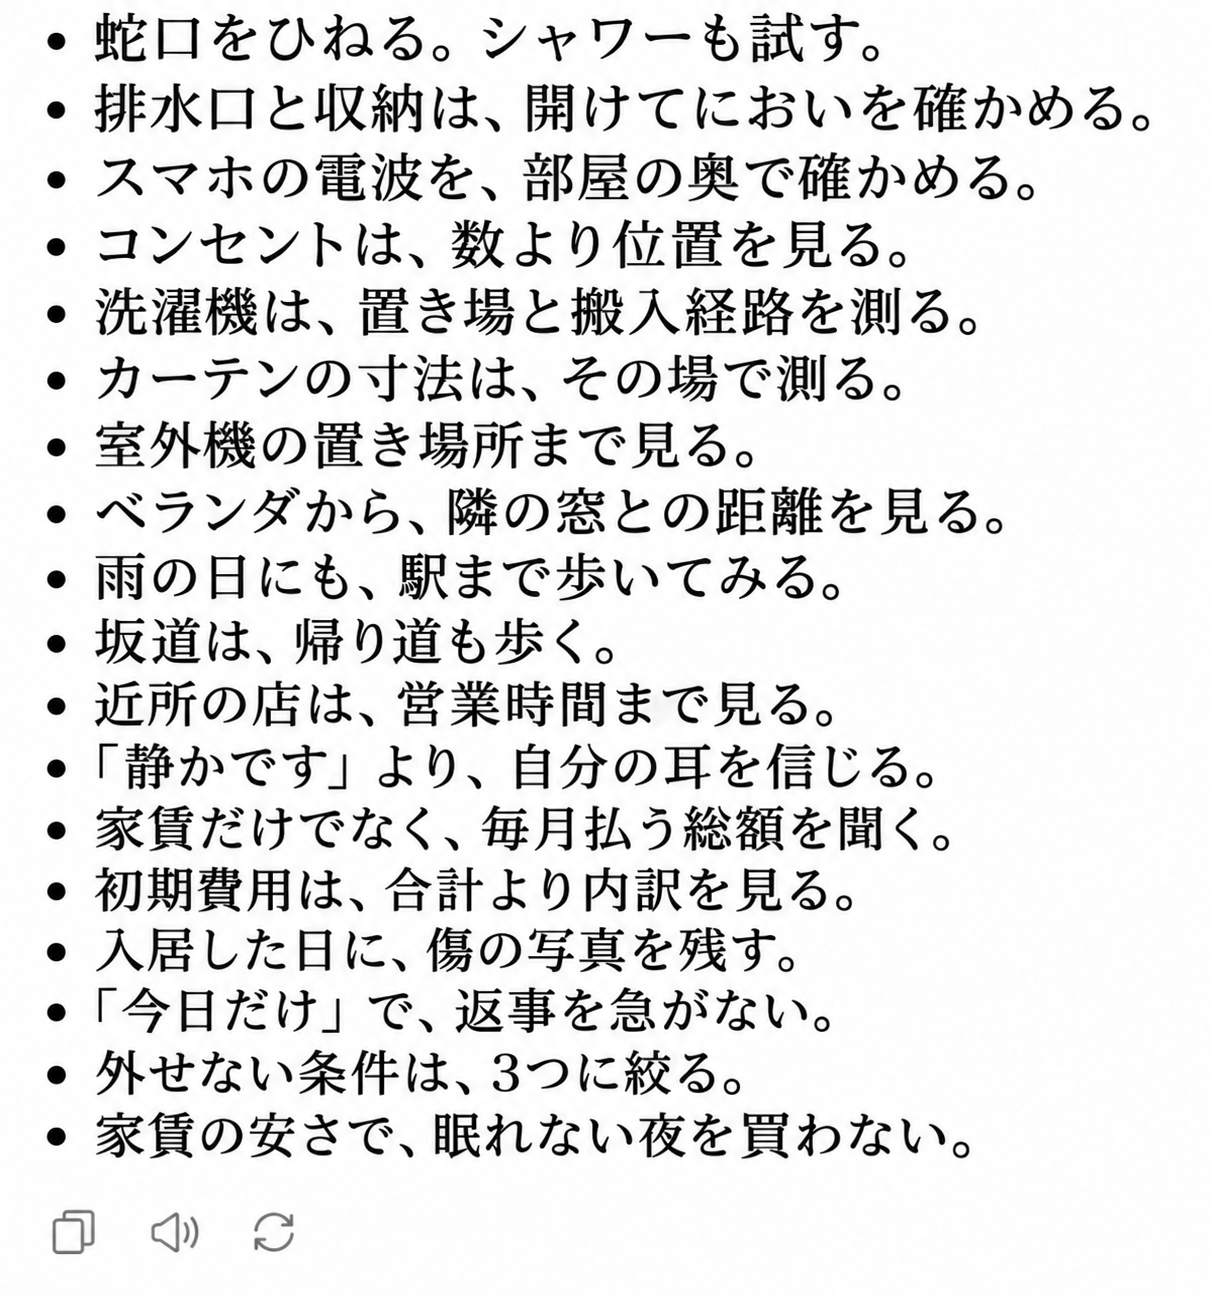 • 蛇口をひねる。シャワーも試す。
• 排水口と収納は、開けてにおいを確かめる。
• スマホの電波を、部屋の奥で確かめる。
• コンセントは、数より位置を見る。
• 洗濯機は、置き場と搬入経路を測る。
• カーテンの寸法は、その場で測る。
• 室外機の置き場所まで見る。
• ベランダから、隣の窓との距離を見る。
• 雨の日にも、駅まで歩いてみる。
• 坂道は、帰り道も歩く。
• 近所の店は、営業時間まで見る。
• 「静かです」より、自分の耳を信じる。
• 家賃だけでなく、毎月払う総額を聞く。
• 初期費用は、合計より内訳を見る。
• 入居した日に、傷の写真を残す。
• 「今日だけ」で、返事を急がない。
• 外せない条件は、3つに絞る。
• 家賃の安さで、眠れない夜を買わない。